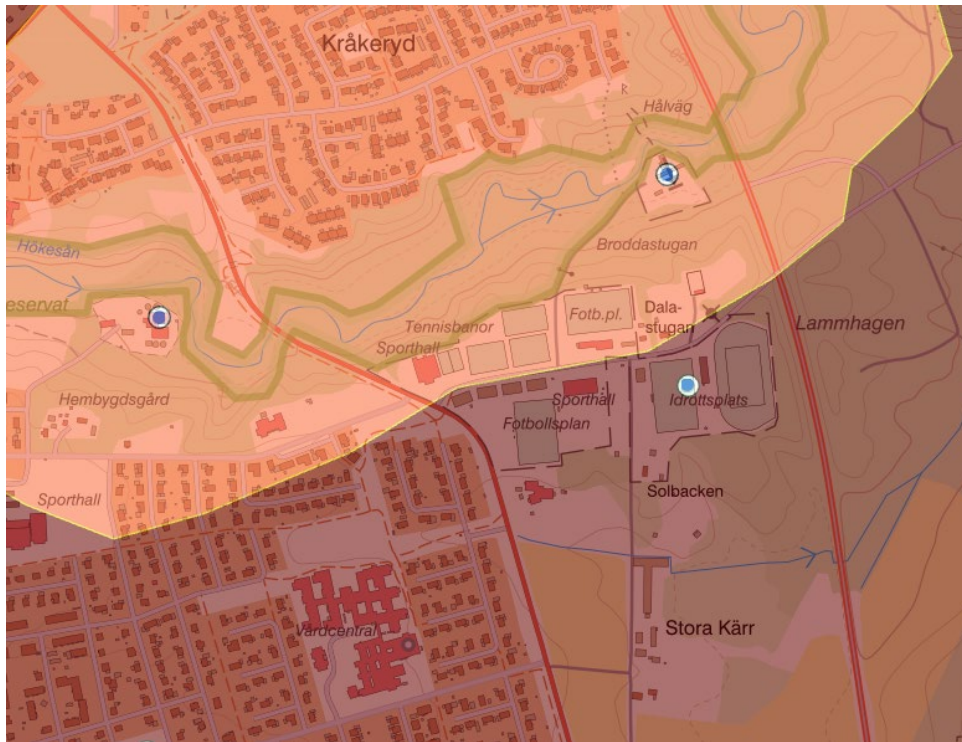 Kråkeryd
R
Hålväg
Hökesån
Broddastugan
eservat
Fotb.pl.
Dala-
stugan
Tennisbanor
Sporthall
Lammhagen
Hembygdsgård
Sporthall
Idrottsplats
Fotbollsplan
Sporthall
Solbacken
Stora Kärr
Vårdcentral